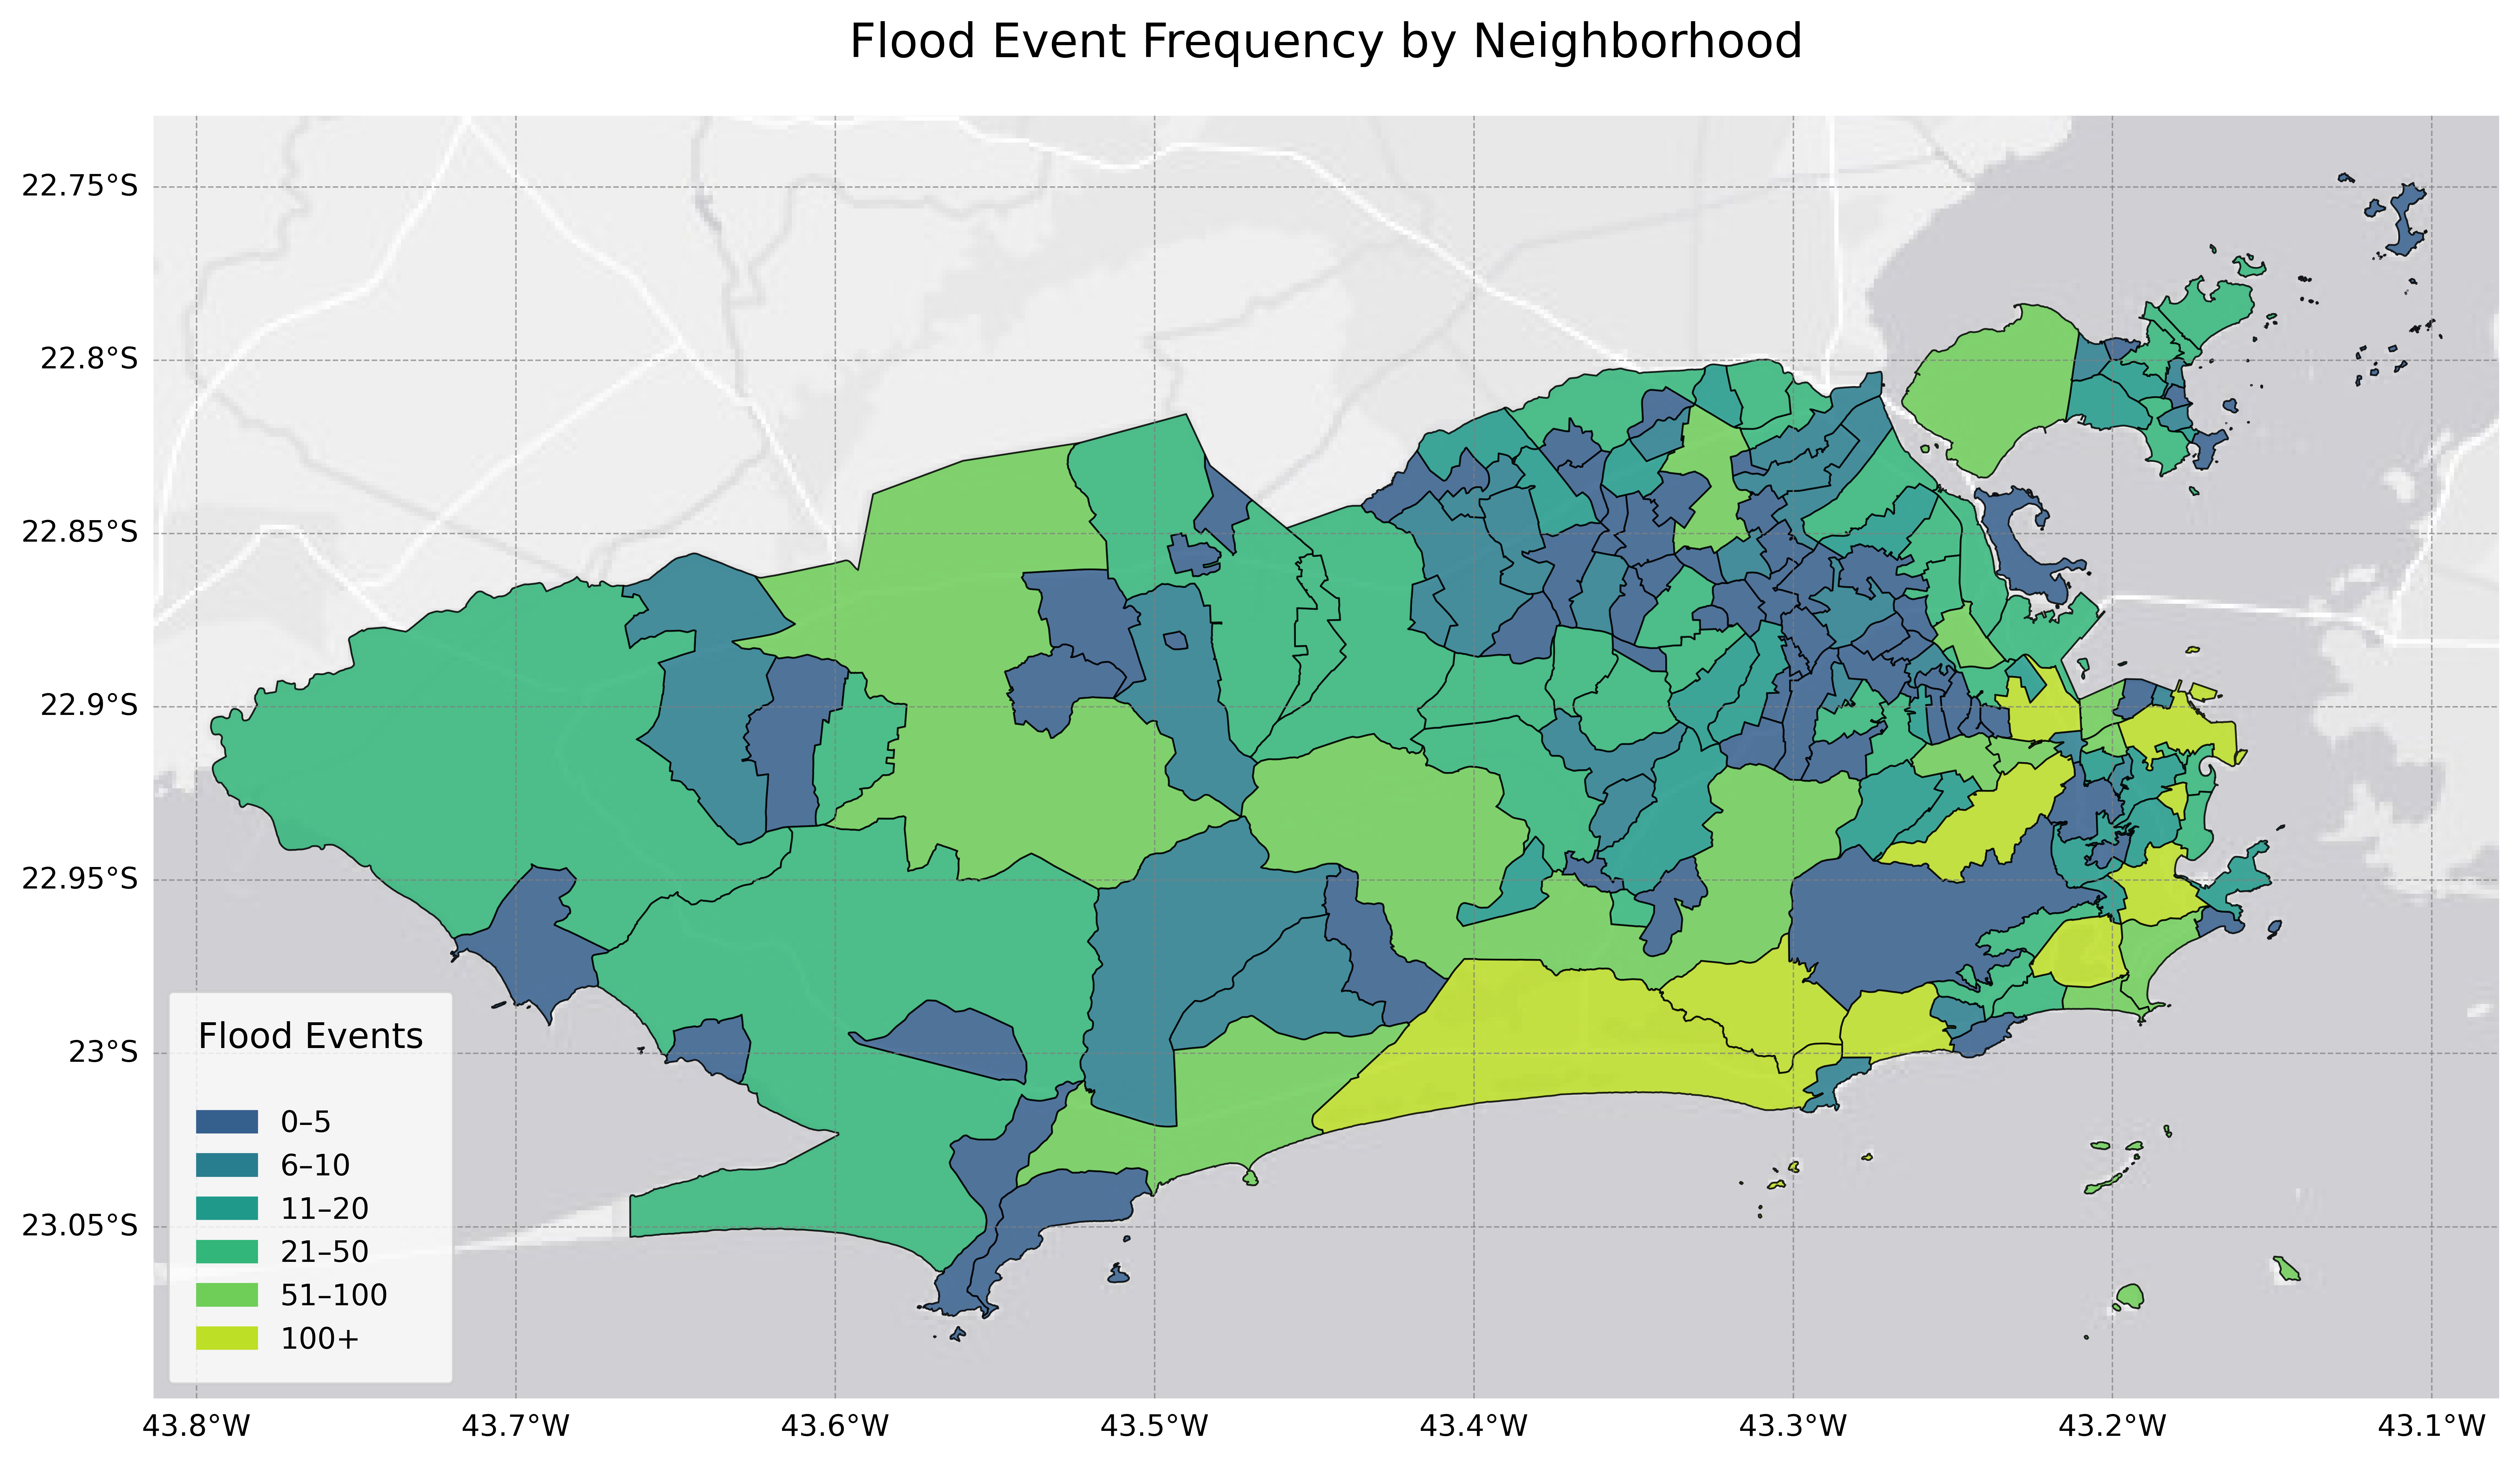 Flood Event Frequency by Neighborhood
22.75°S
22.8°S
22.85°S
22.9°S
22.95°S
23°S
23.05°S
Flood Events
0–5
6–10
11–20
21–50
51–100
100+
43.8°W 43.7°W 43.6°W 43.5°W 43.4°W 43.3°W 43.2°W 43.1°W